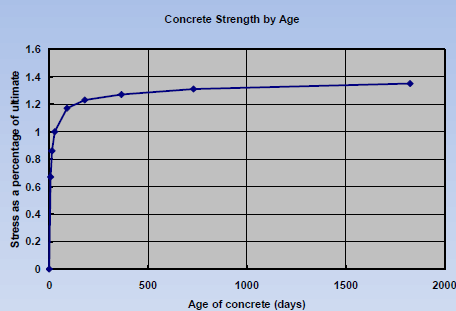 Concrete Strength by Age
Stress as a percentage of ultimate
1.6
1.4
1.2
1
0.8
0.6
0.4
0.2
0
0 500 1000 1500 2000
Age of concrete (days)